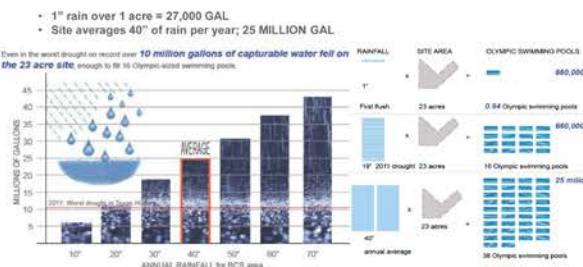 • 1" rain over 1 acre = 27,000 GAL
• Site averages 40" of rain per year; 25 MILLION GAL
Even in the worst drought on record over 10 million gallons of capturable water fell on
the 23 acre site, enough to fill 16 Olympic-sized swimming pools.
MILLIONS OF GALLONS
45
40
35
30
25
20
15
10
5
AVERAGE
2011: Worst drought in Texas
10"
20"
30"
40"
50"
60"
70"
ANNUAL RAINFALL for BCS area
RAINFALL
SITE AREA
OLYMPIC SWIMMING POOLS
1"
x
=
660,000
First flush
23 acres
0.94 Olympic swimming pools
x
=
660,000
19" 2011 drought
23 acres
16 Olympic swimming pools
x
=
25 millio
40"
23 acres
annual average
38 Olympic swimming pools